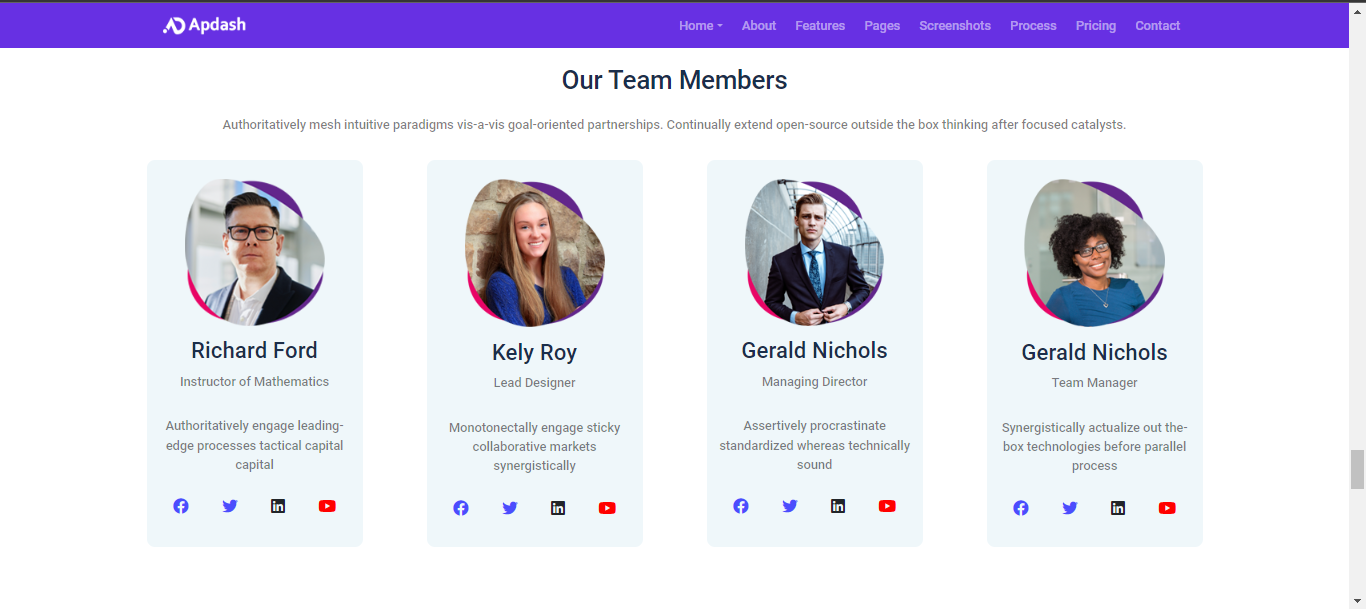 Apdash
Home About Features Pages Screenshots Process Pricing Contact
Our Team Members
Authoritatively mesh intuitive paradigms vis-a-vis goal-oriented partnerships. Continually extend open-source outside the box thinking after focused catalysts.
Richard Ford
Instructor of Mathematics
Authoritatively engage leading-
edge processes tactical capital
capital
Kely Roy
Lead Designer
Monotonectally engage sticky
collaborative markets
synergistically
Gerald Nichols
Managing Director
Assertively procrastinate
standardized whereas technically
sound
Gerald Nichols
Team Manager
Synergistically actualize out the-
box technologies before parallel
process